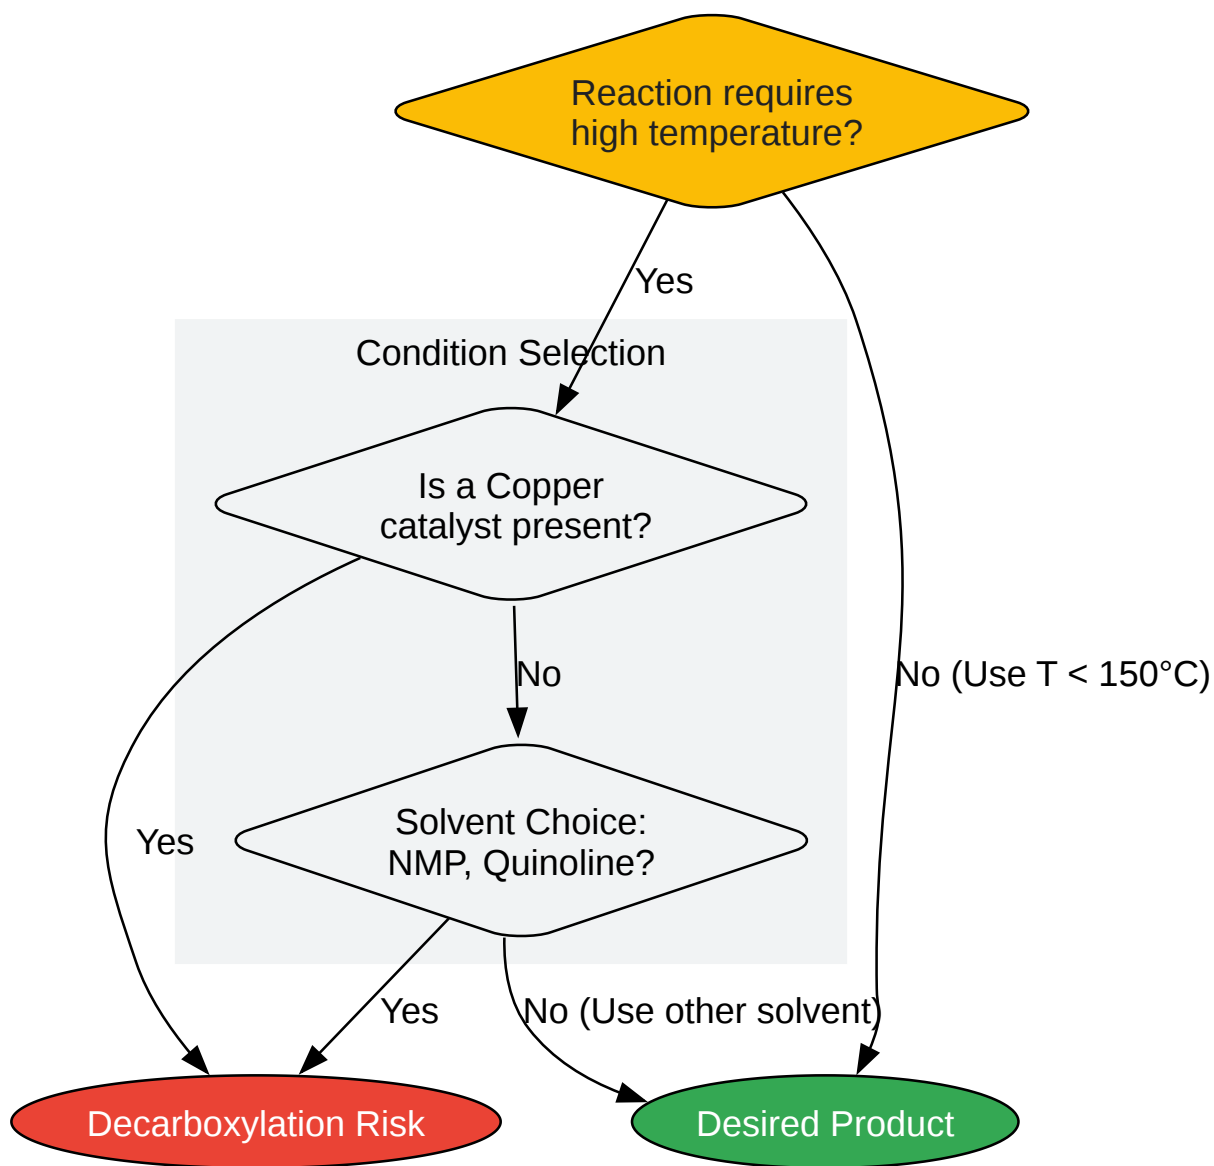 Reaction requires
high temperature?
Yes
Condition Selection
Is a Copper
catalyst present?
No
No (Use T < 150°C)
Solvent Choice:
NMP, Quinoline?
Yes
Yes
No (Use other solvent)
Decarboxylation Risk
Desired Product